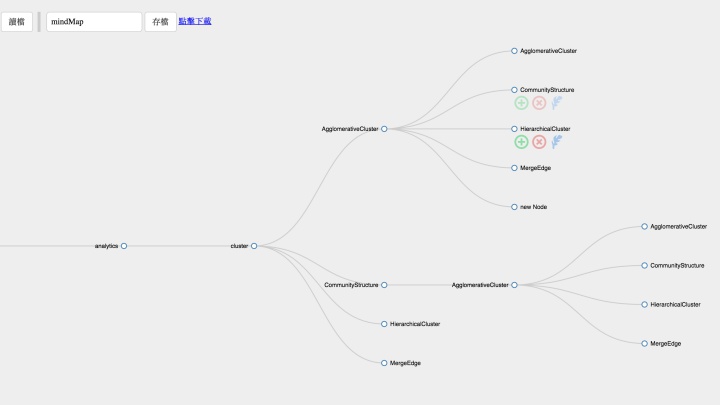 讀檔 mindMap 存檔 點擊下載
AgglomerativeCluster
CommunityStructure
AgglomerativeCluster
HierarchicalCluster
MergeEdge
new Node
AgglomerativeCluster
analytics
cluster
CommunityStructure
CommunityStructure
AgglomerativeCluster
HierarchicalCluster
HierarchicalCluster
MergeEdge
MergeEdge